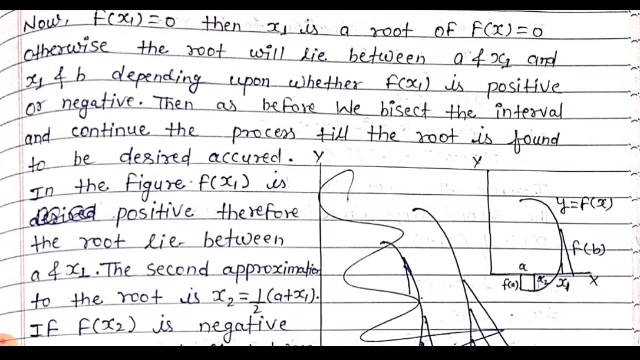 Now, F(x1)=0 then x1 is a root of F(x)=0
otherwise the root will lie between a & x1 and
x1 & b depending upon whether f(x1) is positive
or negative. Then as before We bisect the interval
and continue the process till the root is found
to be desired accured.
Y
Y
In the Figure f(x1) is
positive therefore
y=f(x)
the root lie between
f(b)
a & x1. The second approximation
a
f(a)
x2
x1
X
to the root is x2=1/2(a+x1).
If F(x2) is negative